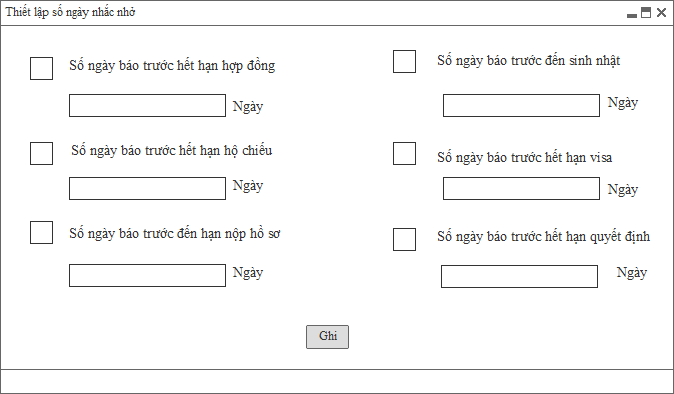 Thiết lập số ngày nhắc nhở
Số ngày báo trước hết hạn hợp đồng
Ngày
Số ngày báo trước đến sinh nhật
Ngày
Số ngày báo trước hết hạn hộ chiếu
Ngày
Số ngày báo trước hết hạn visa
Ngày
Số ngày báo trước đến hạn nộp hồ sơ
Ngày
Số ngày báo trước hết hạn quyết định
Ngày
Ghi